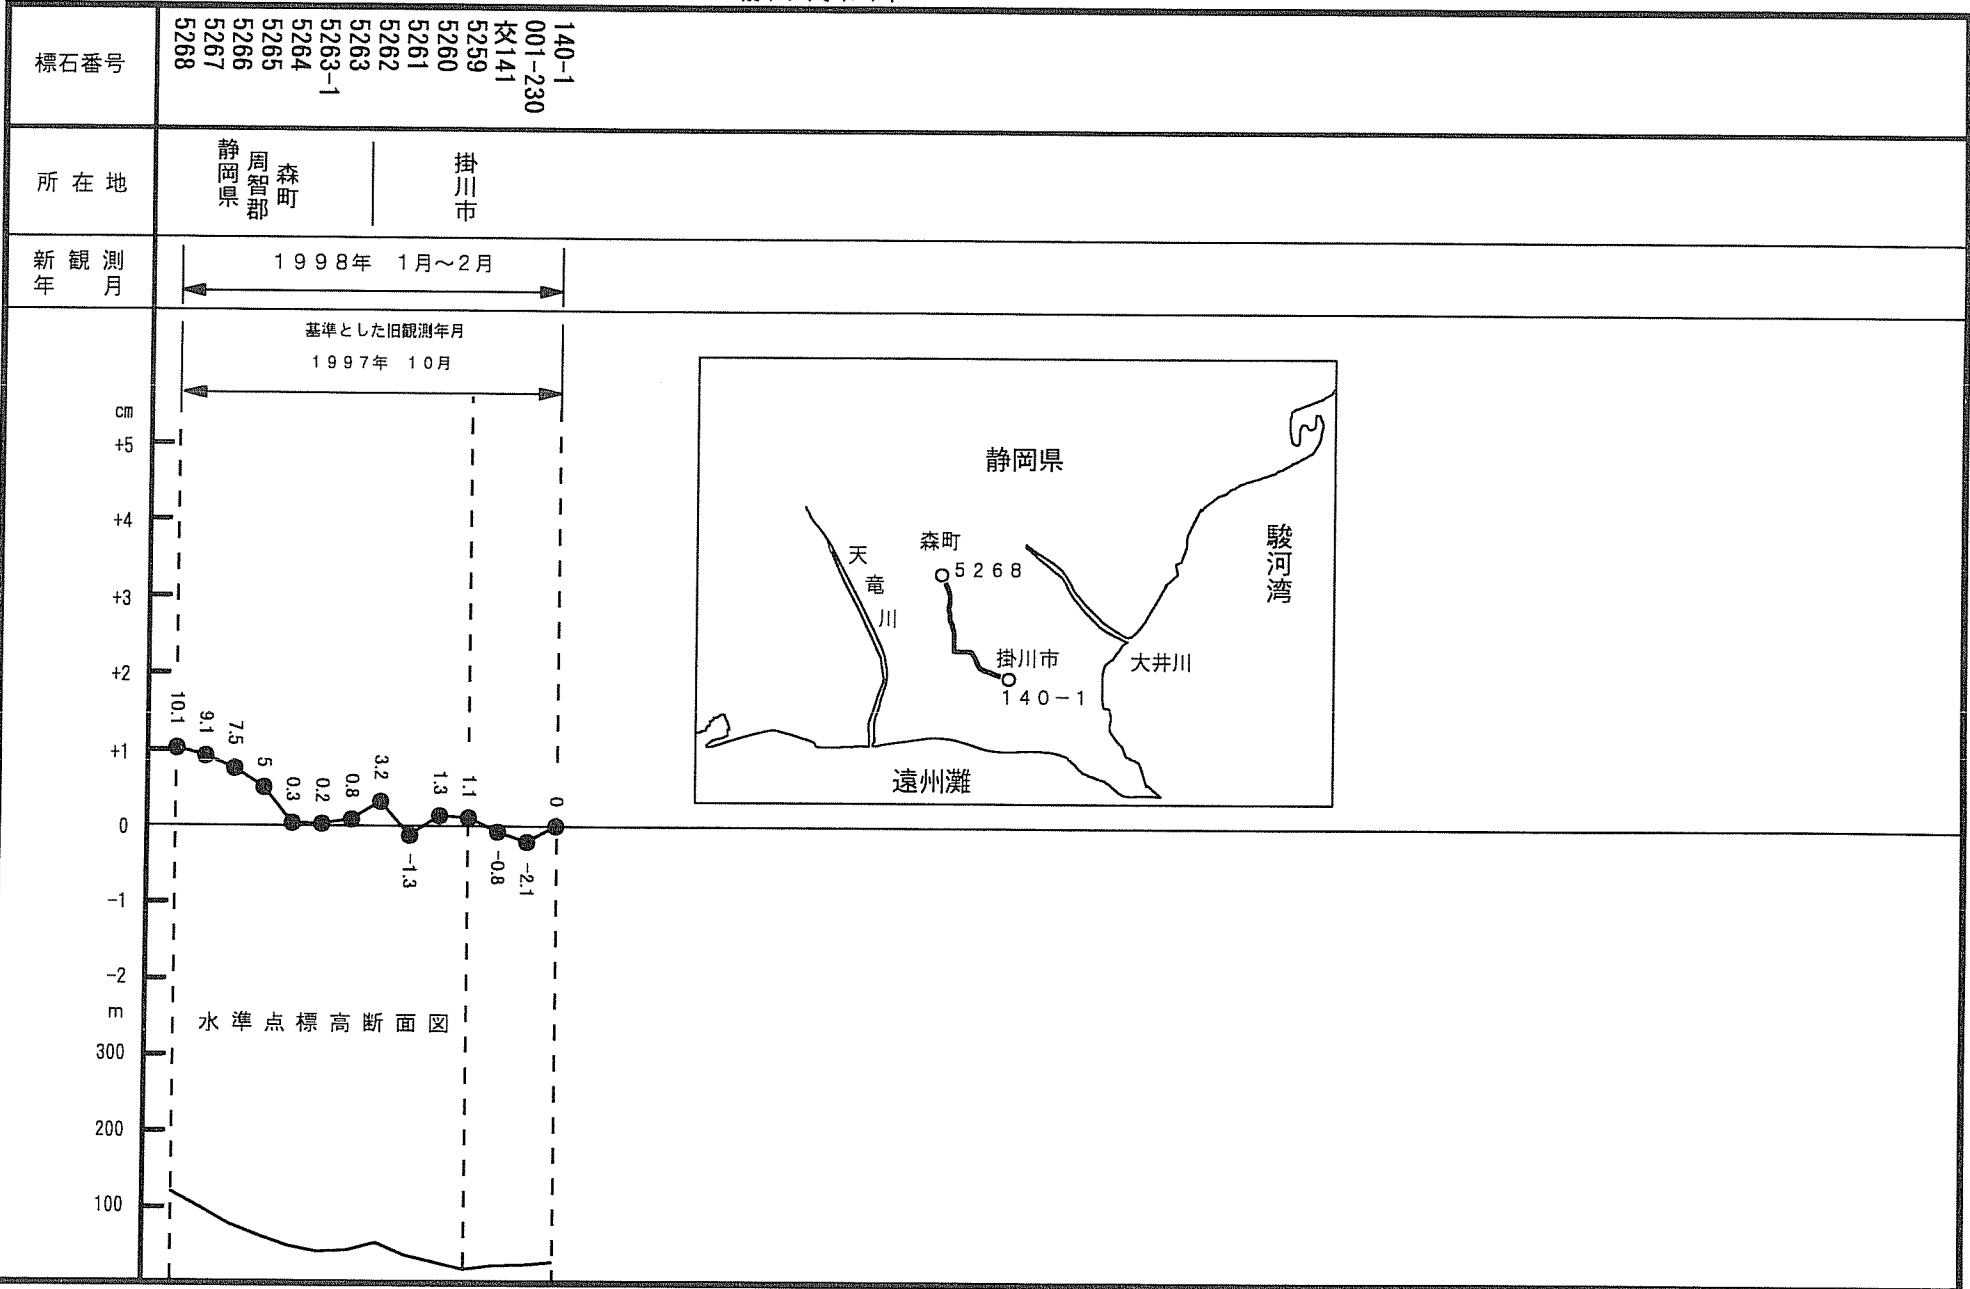 標石番号
5268
5267
5266
5265
5264
5263-1
5263
5262
5261
5260
5259
交141
001-230
140-1
所在地
静岡県
周智郡
森町
掛川市
新観測
年月
1998年 1月～2月
基準とした旧観測年月
1997年 10月
cm
+5
+4
+3
+2
+1
0
-1
-2
10.1
9.1
7.5
5
0.3
0.2
0.8
3.2
-1.3
1.3
1.1
-0.8
-2.1
0
m
水準点標高断面図
300
200
100
静岡県
森町
5268
天竜川
掛川市
140-1
大井川
駿河湾
遠州灘